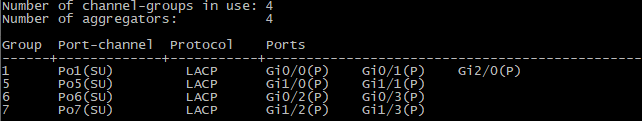 Number of channel-groups in use: 4
Number of aggregators:           4

Group  Port-channel  Protocol    Ports
------+-------------+-----------+-----------------------------------------------
1      Po1(SU)         LACP      Gi0/0(P)    Gi0/1(P)    Gi2/0(P)
5      Po5(SU)         LACP      Gi1/0(P)    Gi1/1(P)
6      Po6(SU)         LACP      Gi0/2(P)    Gi0/3(P)
7      Po7(SU)         LACP      Gi1/2(P)    Gi1/3(P)